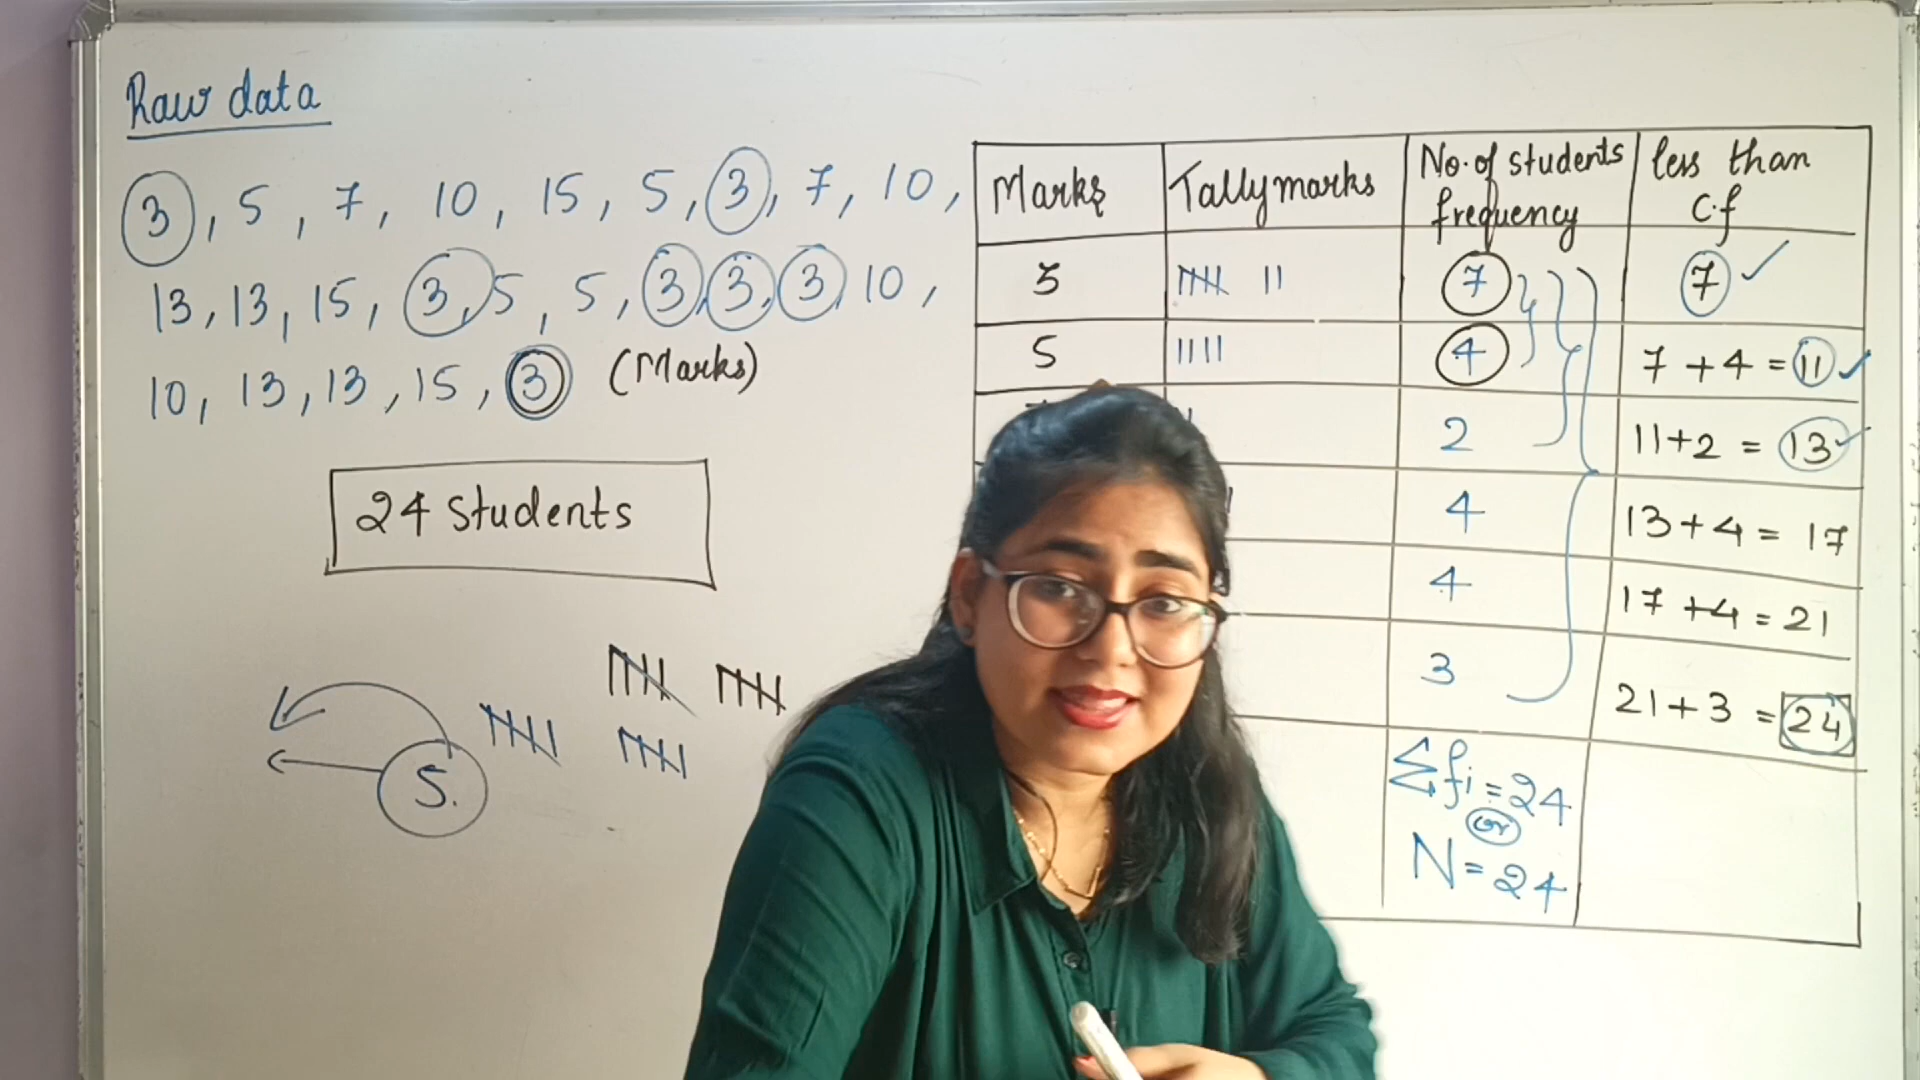 Raw data
3, 5, 7, 10, 15, 5, 3, 7, 10,
13, 13, 15, 3, 5, 5, 3, 3, 3, 10,
10, 13, 13, 15, 3 (Marks)
24 Students
5.
Marks Tallymarks No. of students frequency less than c.f
3 𝍸 || 7 7 ✓
5 |||| 4 7 + 4 = 11 ✓
2 11+2 = 13 ✓
4 13+4 = 17
4 17+4 = 21
3 21+3 = 24
Σfi = 24
or
N = 24